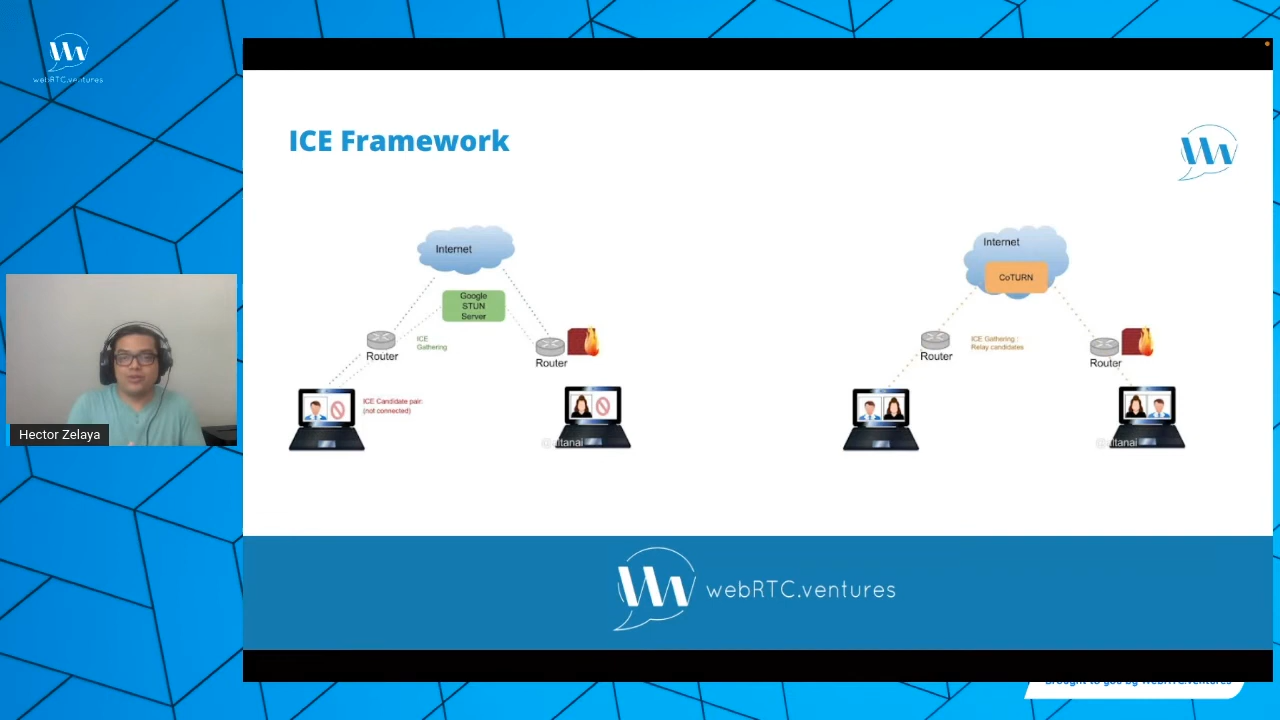 webRTC.ventures
ICE Framework
Internet
Google
STUN
Server
ICE
Gathering
Router
Router
ICE Candidate pair:
(not connected)
Internet
CoTURN
ICE Gathering :
Relay candidates
Router
Router
Hector Zelaya
webRTC.ventures